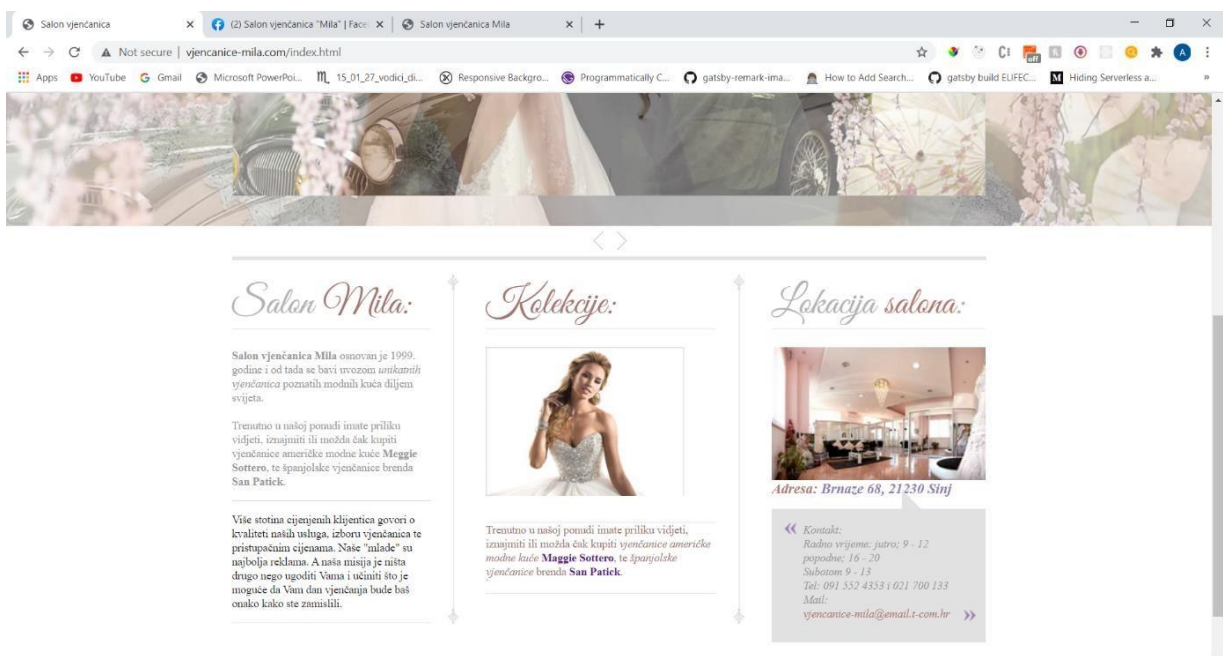 Salon vjenčanica
(2) Salon vjenčanica "Mila" | Face
Salon vjenčanica Mila
Not secure | vjencanice-mila.com/index.html
Apps
YouTube
Gmail
Microsoft PowerPoi...
15_01_27_vodici_di...
Responsive Backgro...
Programmatically C...
gatsby-remark-ima...
How to Add Search...
gatsby build ELIFEC...
Hiding Serverless a...
Salon Mila:
Salon vjenčanica Mila osnovan je 1999.
godine i od tada se bavi uvozom unikatnih
vjenčanica poznatih modnih kuća diljem
svijeta.
Trenutno u našoj ponudi imate priliku
vidjeti, iznajmiti ili možda čak kupiti
vjenčanice američke modne kuće Meggie
Sottero, te španjolske vjenčanice brenda
San Patick.
Više stotina cijenjenih klijentica govori o
kvaliteti naših usluga, izboru vjenčanica te
pristupačnim cijenama. Naše "mlade" su
najbolja reklama. A naša misija je ništa
drugo nego ugoditi Vama i učiniti što je
moguće da Vam dan vjenčanja bude baš
onako kako ste zamislili.
Kolekcije:
Trenutno u našoj ponudi imate priliku vidjeti,
iznajmiti ili možda čak kupiti vjenčanice američke
modne kuće Maggie Sottero, te španjolske
vjenčanice brenda San Patick.
Lokacija salona:
Adresa: Brnaze 68, 21230 Sinj
Kontakt:
Radno vrijeme: jutro; 9 - 12
popodne; 16 - 20
Subotom 9 - 13
Tel: 091 552 4353 i 021 700 133
Mail:
vjencanice-mila@email.t-com.hr